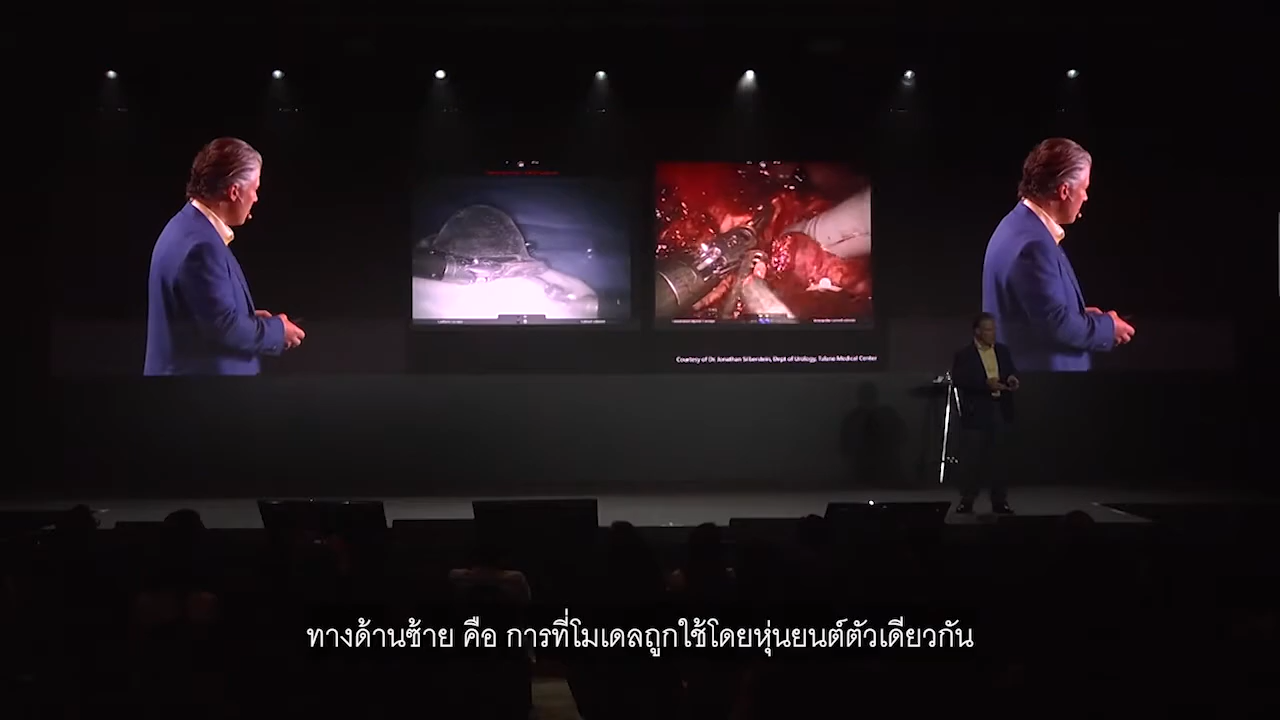 Courtesy of Dr. Jonathan Silberstein, Dept of Urology, Tulane Medical Center
ทางด้านซ้าย คือ การที่โมเดลถูกใช้โดยหุ่นยนต์ตัวเดียวกัน